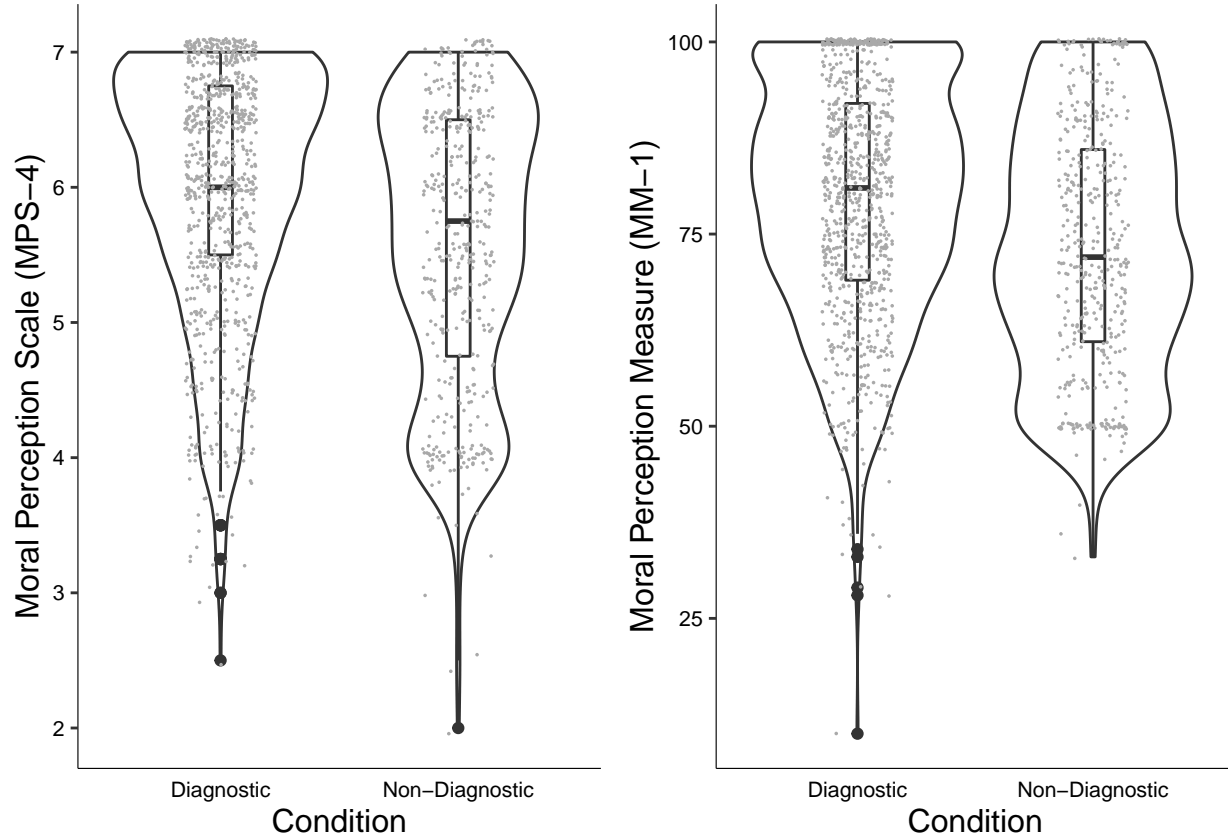 Moral Perception Scale (MPS−4)
7
6
5
4
3
2
Diagnostic
Non−Diagnostic
Condition
Moral Perception Measure (MM−1)
100
75
50
25
Diagnostic
Non−Diagnostic
Condition